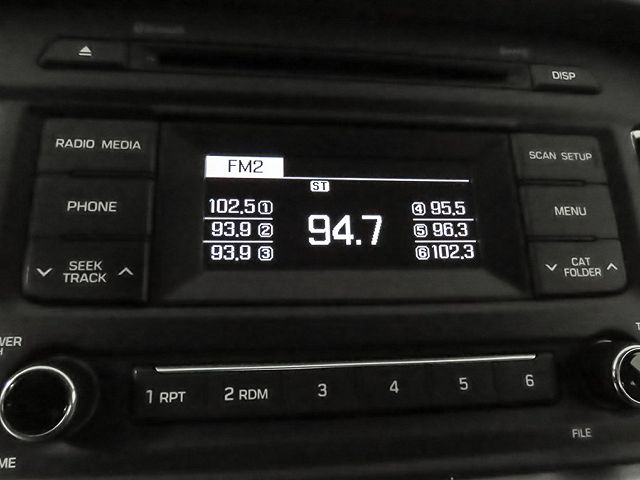 DISP
RADIO MEDIA
FM2
SCAN SETUP
ST
PHONE
102.5 1
94.7
4 95.5
MENU
93.9 2
5 96.3
SEEK
TRACK
93.9 3
6 102.3
CAT
FOLDER
1 RPT
2 RDM
3
4
5
6
FILE